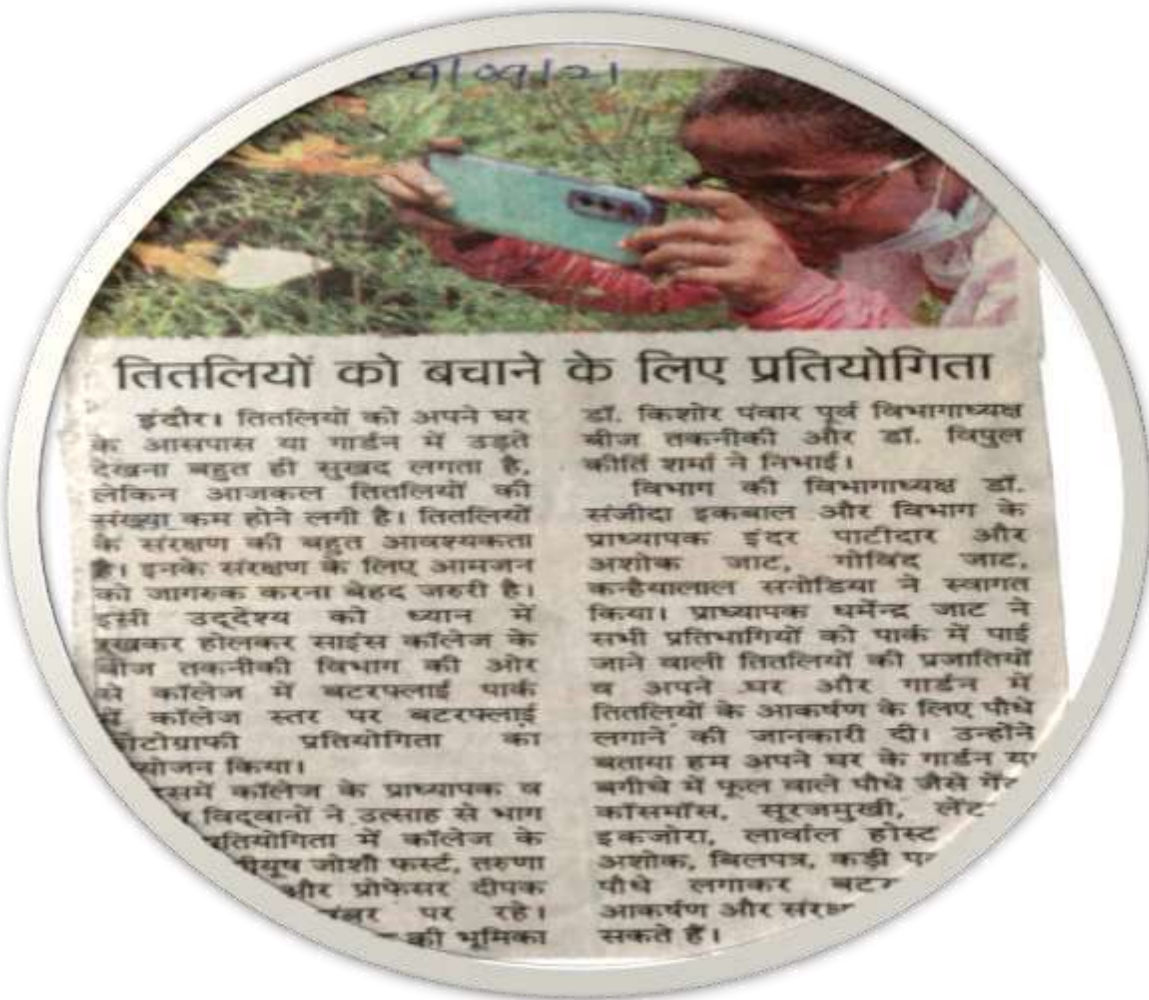 9/09/21
तितलियों को बचाने के लिए प्रतियोगिता
इंदौर। तितलियों को अपने घर
के आसपास या गार्डन में उड़ते
देखना बहुत ही सुखद लगता है,
लेकिन आजकल तितलियों की
संख्या कम होने लगी है। तितलियों
के संरक्षण की बहुत आवश्यकता
है। इनके संरक्षण के लिए आमजन
को जागरुक करना बेहद जरुरी है।
इसी उद्देश्य को ध्यान में
रखकर होलकर साइंस कॉलेज के
बीज तकनीकी विभाग की ओर
से कॉलेज में बटरफ्लाई पार्क
में कॉलेज स्तर पर बटरफ्लाई
प्रतियोगिता का
किया।
कॉलेज के प्राध्यापक व
विद्वानों ने उत्साह से भाग
में कॉलेज के
जोशी फर्स्ट, तरुणा
और प्रोफेसर दीपक
पर रहे।
की भूमिका
डॉ. किशोर पंवार पूर्व विभागाध्यक्ष
बीज तकनीकी और डॉ. विपुल
कीर्ति शर्मा ने निभाई।
विभाग की विभागाध्यक्ष डॉ.
संजीदा इकबाल और विभाग के
प्राध्यापक इंदर पाटीदार और
अशोक जाट, गोविंद जाट,
कन्हैयालाल सनोडिया ने स्वागत
किया। प्राध्यापक धर्मेन्द्र जाट ने
सभी प्रतिभागियों को पार्क में पाई
जाने वाली तितलियों की प्रजातियों
व अपने घर और गार्डन में
तितलियों के आकर्षण के लिए पौधे
लगाने की जानकारी दी। उन्होंने
बताया हम अपने घर के गार्डन या
बगीचे में फूल वाले पौधे जैसे
कॉसमॉस, सूरजमुखी,
इकजोरा, लार्वाल होस्ट
अशोक, बिलपत्र, कड़ी
पौधे लगाकर
आकर्षण और
सकते हैं।